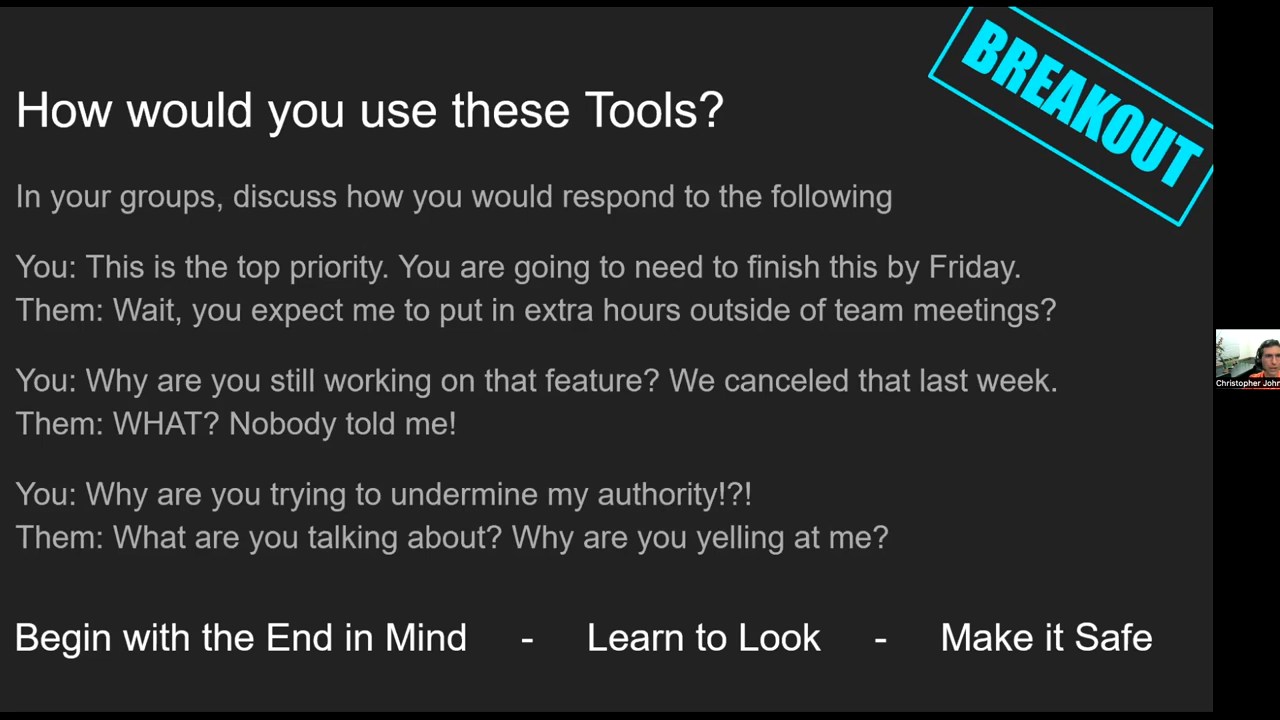 BREAKOUT
How would you use these Tools?
In your groups, discuss how you would respond to the following
You: This is the top priority. You are going to need to finish this by Friday.
Them: Wait, you expect me to put in extra hours outside of team meetings?
You: Why are you still working on that feature? We canceled that last week.
Them: WHAT? Nobody told me!
You: Why are you trying to undermine my authority!?!
Them: What are you talking about? Why are you yelling at me?
Begin with the End in Mind - Learn to Look - Make it Safe
Christopher John